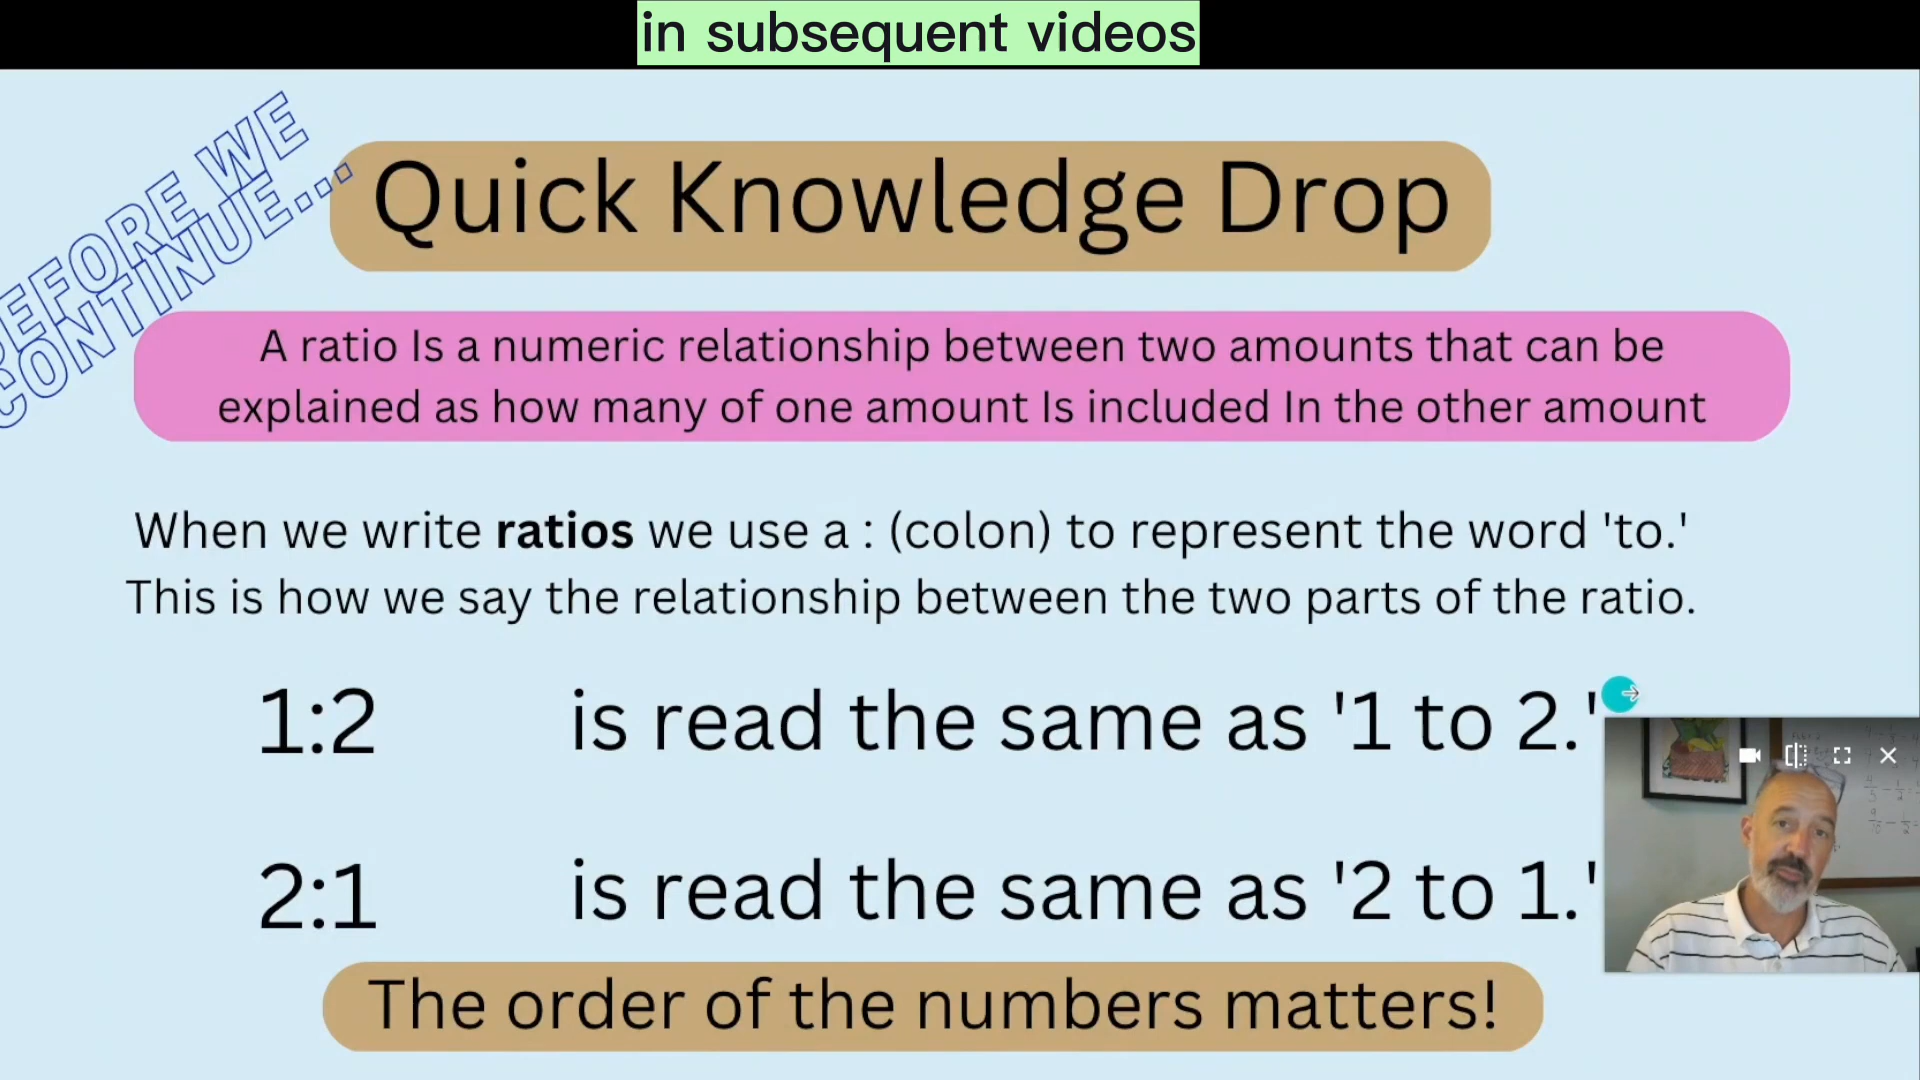 in subsequent videos
BEFORE WE
CONTINUE...
Quick Knowledge Drop
A ratio Is a numeric relationship between two amounts that can be
explained as how many of one amount Is included In the other amount
When we write ratios we use a : (colon) to represent the word 'to.'
This is how we say the relationship between the two parts of the ratio.
1:2 is read the same as '1 to 2.'
2:1 is read the same as '2 to 1.'
The order of the numbers matters!